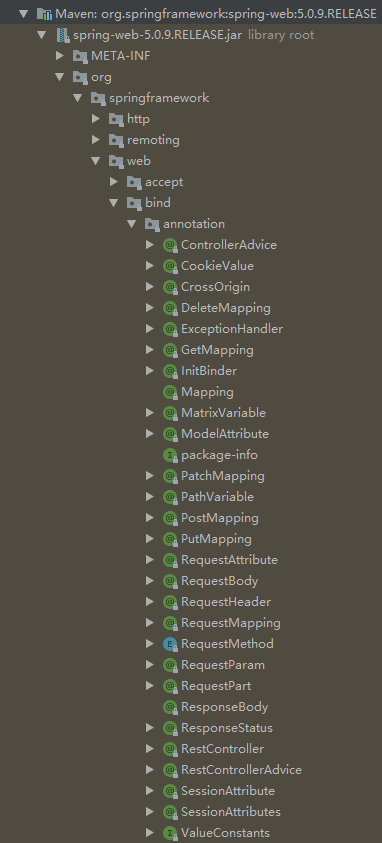 Maven: org.springframework:spring-web:5.0.9.RELEASE
spring-web-5.0.9.RELEASE.jar library root
META-INF
org
springframework
http
remoting
web
accept
bind
annotation
ControllerAdvice
CookieValue
CrossOrigin
DeleteMapping
ExceptionHandler
GetMapping
InitBinder
Mapping
MatrixVariable
ModelAttribute
package-info
PatchMapping
PathVariable
PostMapping
PutMapping
RequestAttribute
RequestBody
RequestHeader
RequestMapping
RequestMethod
RequestParam
RequestPart
ResponseBody
ResponseStatus
RestController
RestControllerAdvice
SessionAttribute
SessionAttributes
ValueConstants